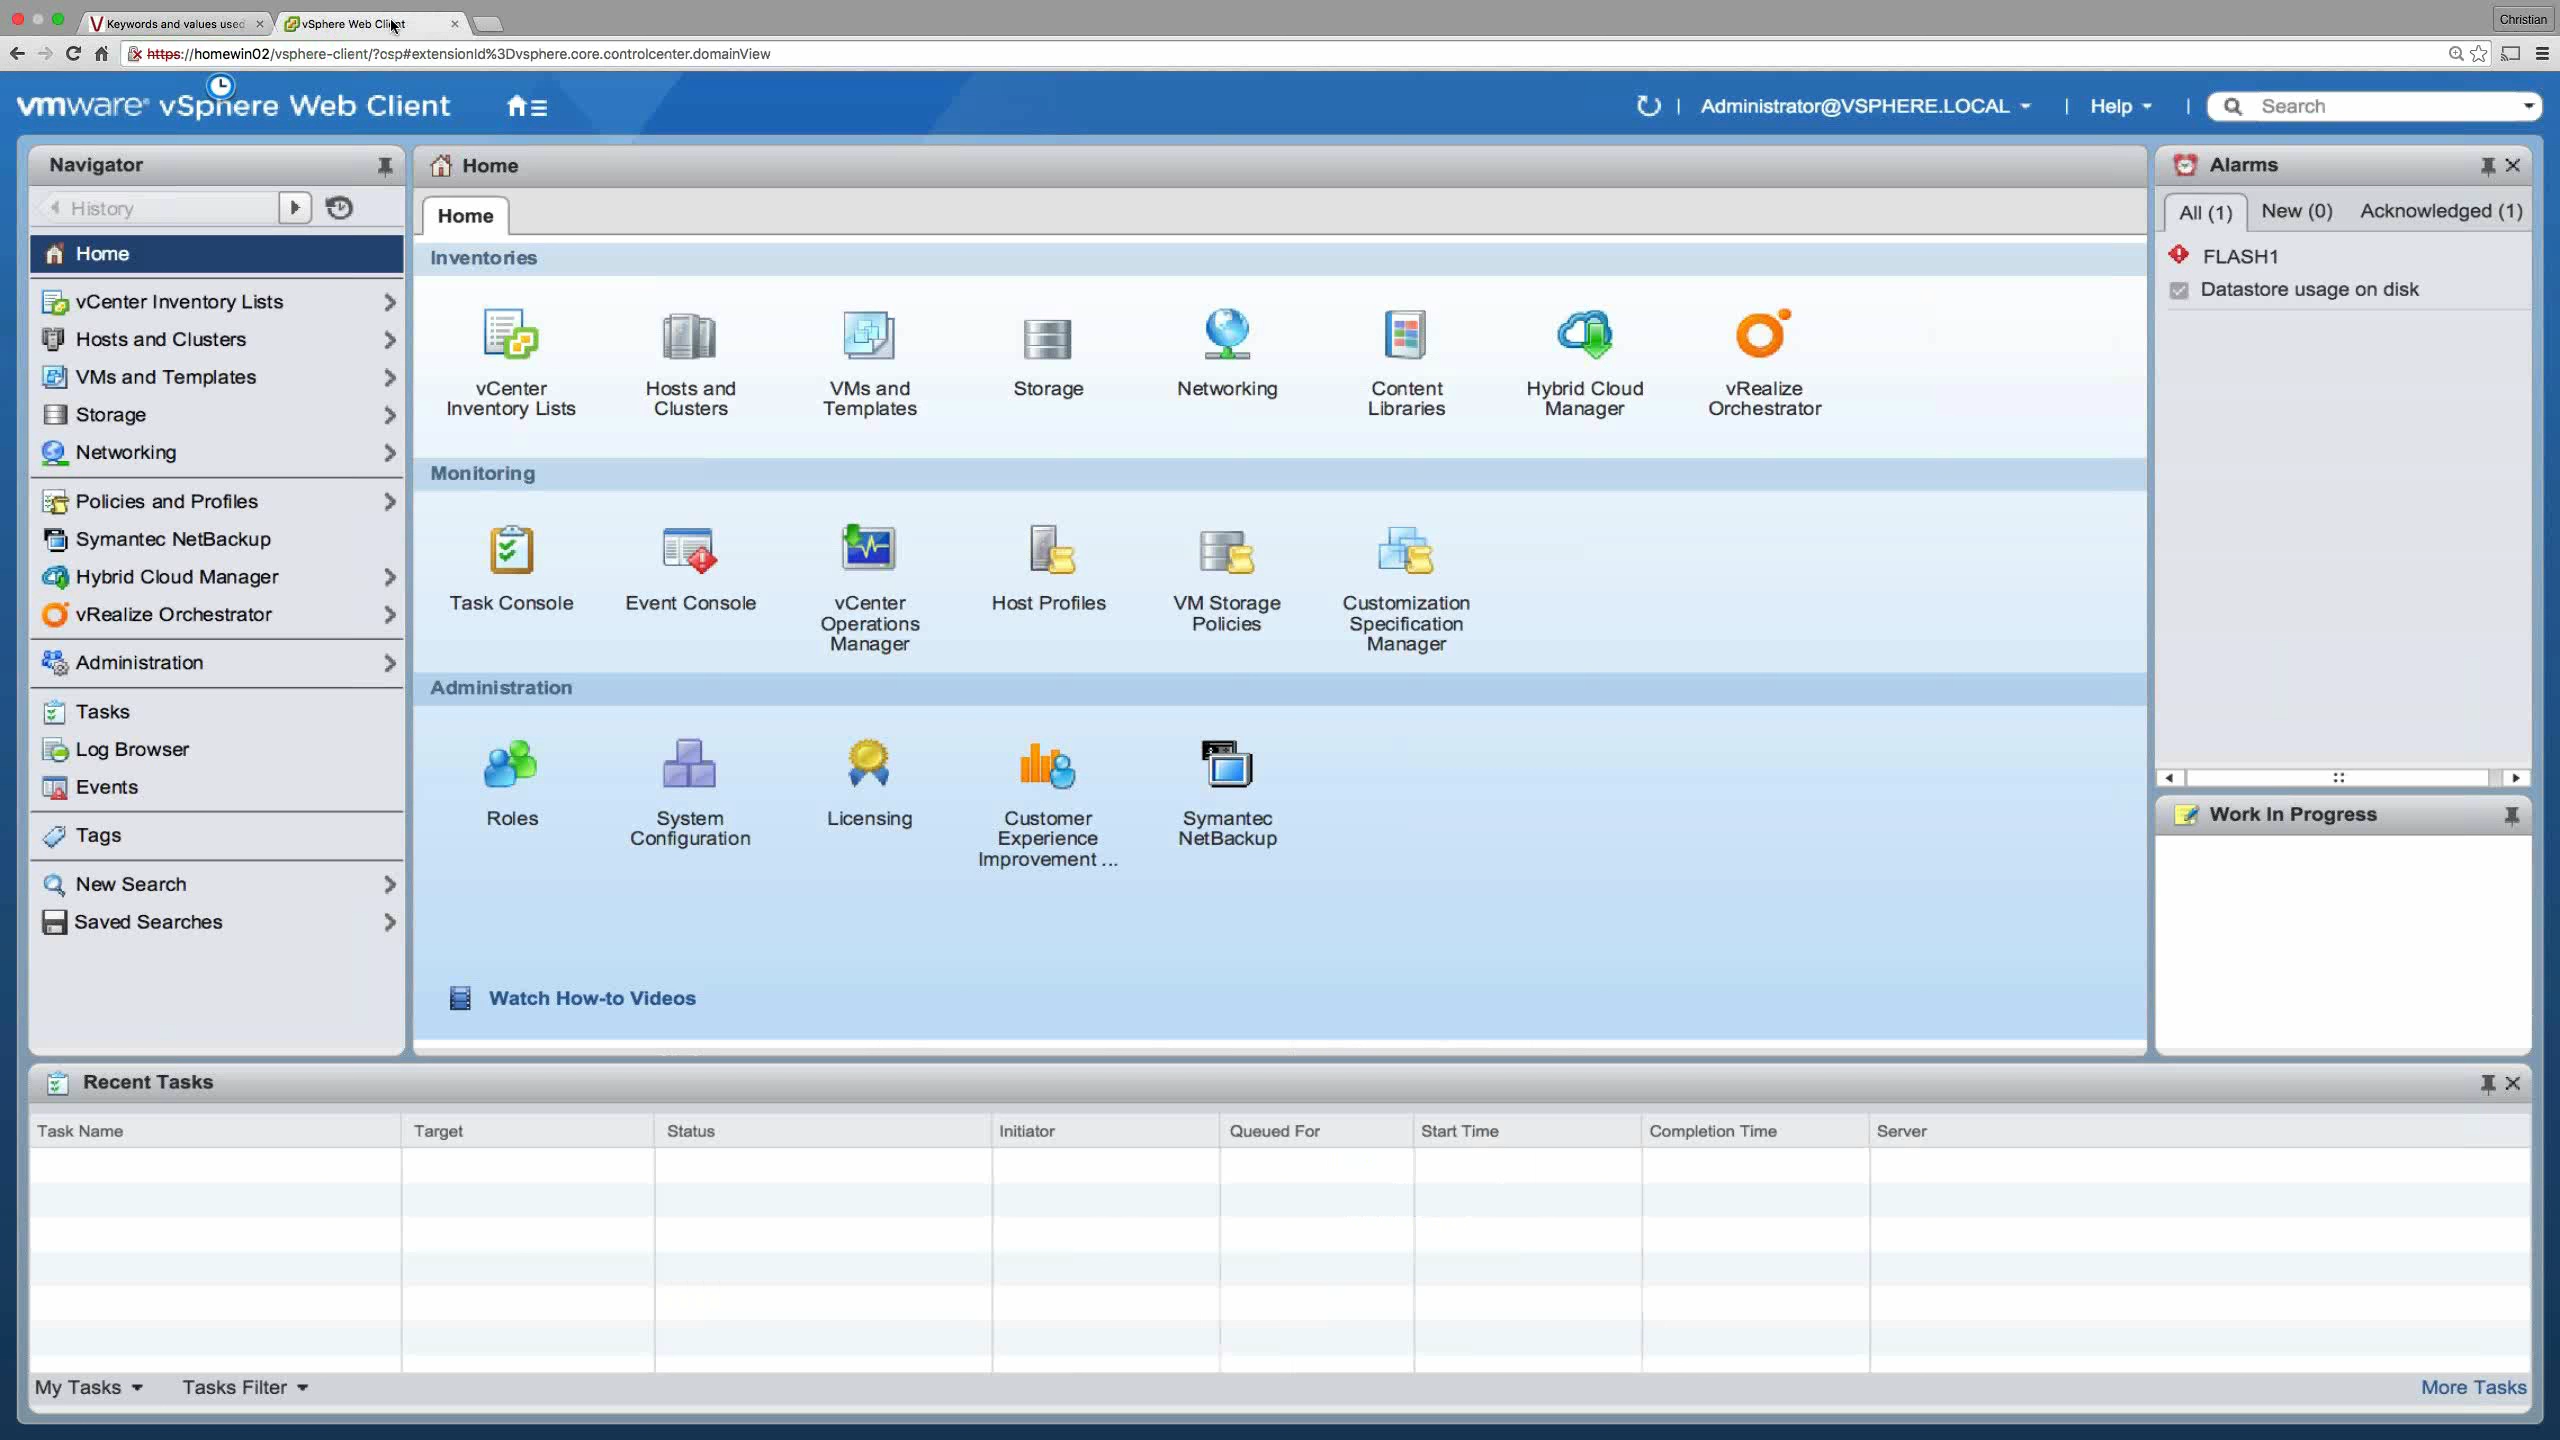 Keywords and values used
vSphere Web Client
Christian
https://homewin02/vsphere-client/?csp#extensionId%3Dvsphere.core.controlcenter.domainView
vmware® vSphere Web Client
Administrator@VSPHERE.LOCAL
Help
Search
Navigator
History
Home
vCenter Inventory Lists
Hosts and Clusters
VMs and Templates
Storage
Networking
Policies and Profiles
Symantec NetBackup
Hybrid Cloud Manager
vRealize Orchestrator
Administration
Tasks
Log Browser
Events
Tags
New Search
Saved Searches
Home
Home
Inventories
vCenter
Inventory Lists
Hosts and
Clusters
VMs and
Templates
Storage
Networking
Content
Libraries
Hybrid Cloud
Manager
vRealize
Orchestrator
Monitoring
Task Console
Event Console
vCenter
Operations
Manager
Host Profiles
VM Storage
Policies
Customization
Specification
Manager
Administration
Roles
System
Configuration
Licensing
Customer
Experience
Improvement ...
Symantec
NetBackup
Watch How-to Videos
Alarms
All (1)
New (0)
Acknowledged (1)
FLASH1
Datastore usage on disk
Work In Progress
Recent Tasks
Task Name
Target
Status
Initiator
Queued For
Start Time
Completion Time
Server
My Tasks
Tasks Filter
More Tasks